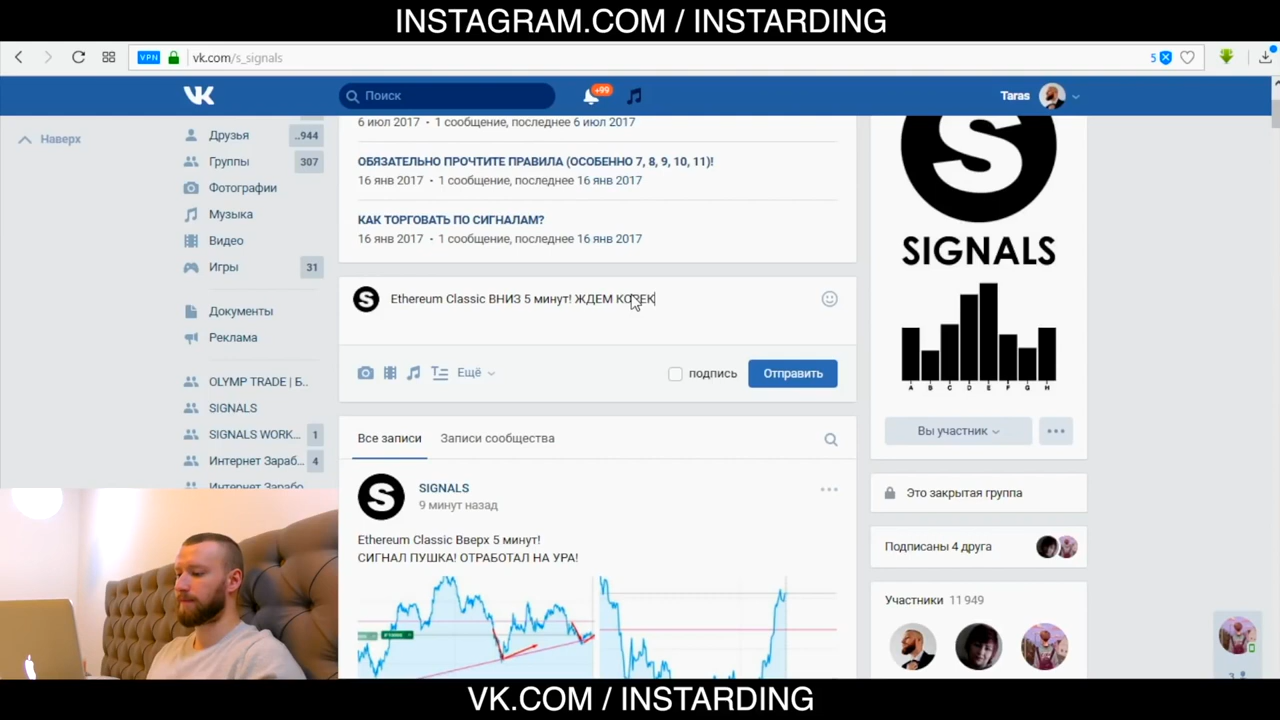 INSTAGRAM.COM / INSTARDING
VPN
vk.com/s_signals
5
Поиск
+99
Taras
Наверх
Друзья
..944
Группы
307
Фотографии
Музыка
Видео
Игры
31
Документы
Реклама
OLYMP TRADE | Б..
SIGNALS
SIGNALS WORK...
1
Интернет Зараб...
4
6 июл 2017 • 1 сообщение, последнее 6 июл 2017
ОБЯЗАТЕЛЬНО ПРОЧТИТЕ ПРАВИЛА (ОСОБЕННО 7, 8, 9, 10, 11)!
16 янв 2017 • 1 сообщение, последнее 16 янв 2017
КАК ТОРГОВАТЬ ПО СИГНАЛАМ?
16 янв 2017 • 1 сообщение, последнее 16 янв 2017
S
Ethereum Classic ВНИЗ 5 минут! ЖДЕМ
Ещё
подпись
Отправить
Все записи
Записи сообщества
S
SIGNALS
9 минут назад
Ethereum Classic Вверх 5 минут!
СИГНАЛ ПУШКА! ОТРАБОТАЛ НА УРА!
S
SIGNALS
A B C D E F G H
Вы участник
Это закрытая группа
Подписаны 4 друга
Участники 11 949
VK.COM / INSTARDING